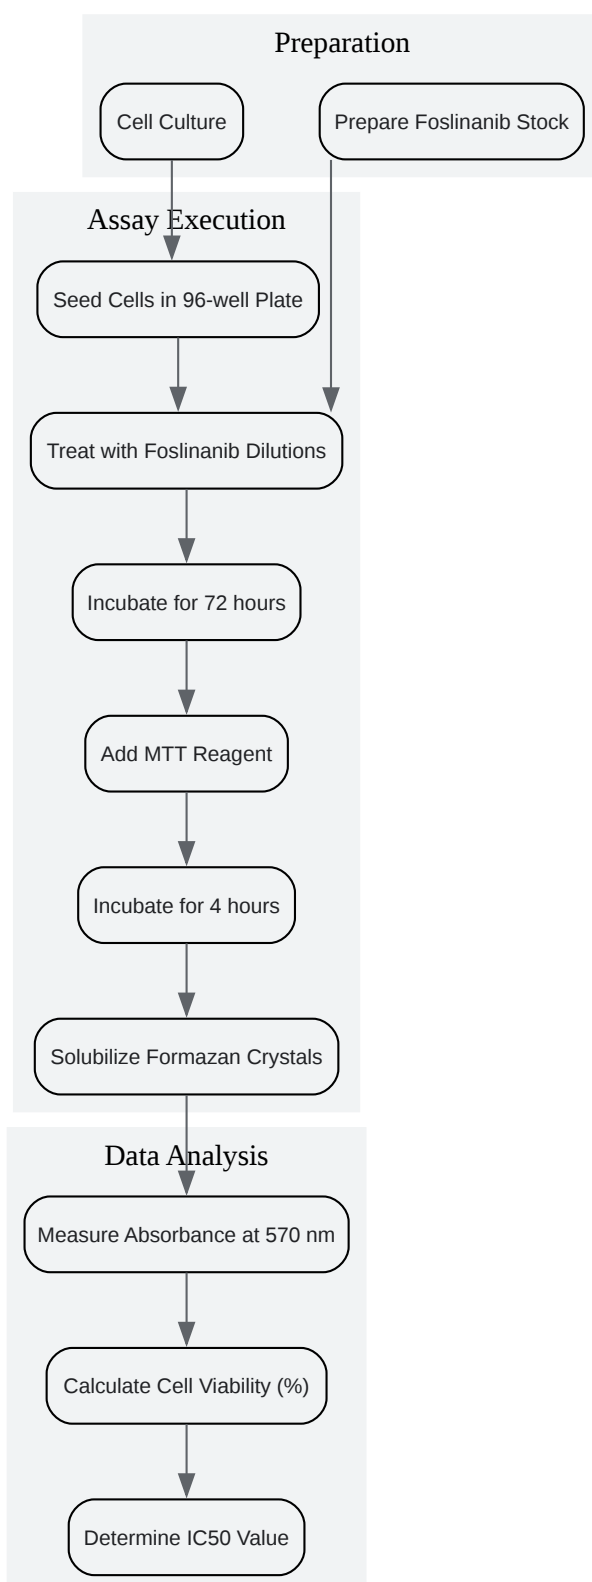 Preparation
Cell Culture
Prepare Foslinanib Stock
Assay Execution
Seed Cells in 96-well Plate
Treat with Foslinanib Dilutions
Incubate for 72 hours
Add MTT Reagent
Incubate for 4 hours
Solubilize Formazan Crystals
Data Analysis
Measure Absorbance at 570 nm
Calculate Cell Viability (%)
Determine IC50 Value